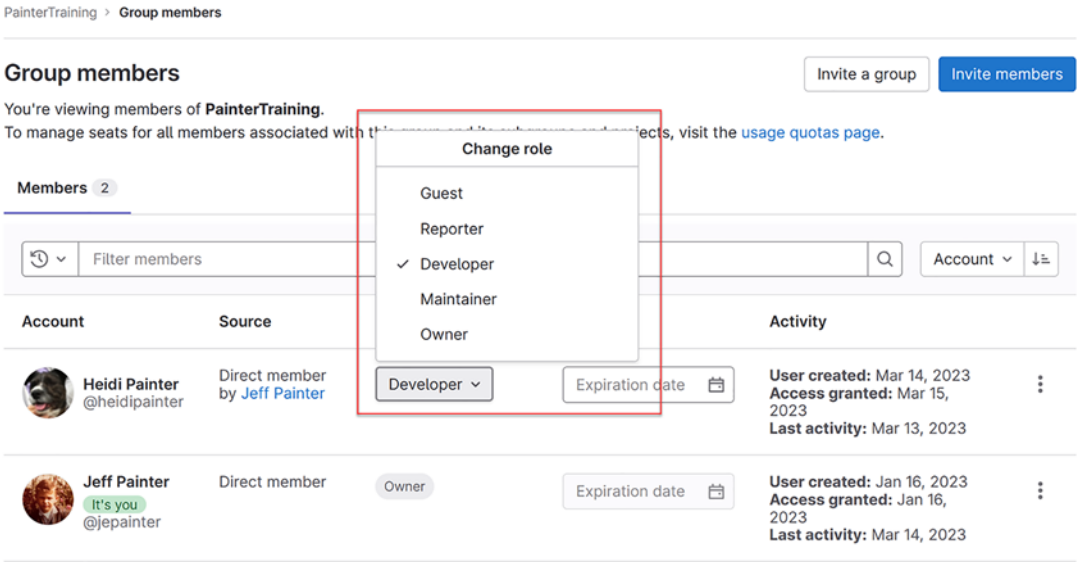 PainterTraining > Group members
Group members
Invite a group
Invite members
You're viewing members of PainterTraining.
To manage seats for all members associated with this group and its subgroups and projects, visit the usage quotas page.
Change role
Members 2
Guest
Reporter
Filter members
Developer
Account
Maintainer
Owner
Account
Source
Activity
Heidi Painter
@heidipainter
Direct member
by Jeff Painter
Developer
Expiration date
User created: Mar 14, 2023
Access granted: Mar 15,
2023
Last activity: Mar 13, 2023
Jeff Painter
It's you
@jepainter
Direct member
Owner
Expiration date
User created: Jan 16, 2023
Access granted: Jan 16,
2023
Last activity: Mar 14, 2023